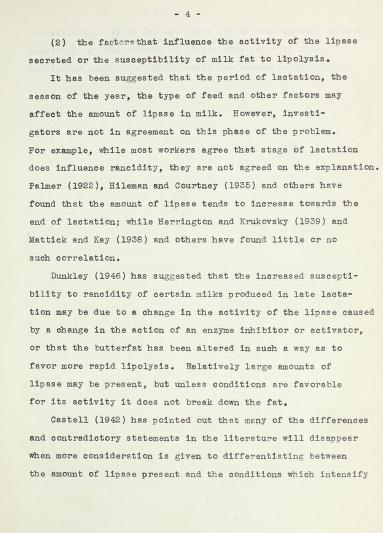 - 4 -
(2) the factors that influence the activity of the lipase
secreted or the susceptibility of milk fat to lipolysis.
It has been suggested that the period of lactation, the
season of the year, the type of feed and other factors may
affect the amount of lipase in milk. However, investi-
gators are not in agreement on this phase of the problem.
For example, while most workers agree that stage of lactation
does influence rancidity, they are not agreed on the explanation.
Palmer (1922), Hileman and Courtney (1935) and others have
found that the amount of lipase tends to increase towards the
end of lactation; while Herrington and Krukovsky (1939) and
Mattick and Kay (1938) and others have found little or no
such correlation.
Dunkley (1946) has suggested that the increased suscepti-
bility to rancidity of certain milks produced in late lacta-
tion may be due to a change in the activity of the lipase caused
by a change in the action of an enzyme inhibitor or activator,
or that the butterfat has been altered in such a way as to
favor more rapid lipolysis. Relatively large amounts of
lipase may be present, but unless conditions are favorable
for its activity it does not break down the fat.
Castell (1942) has pointed out that many of the differences
and contradictory statements in the literature will disappear
when more consideration is given to differentiating between
the amount of lipase present and the conditions which intensify